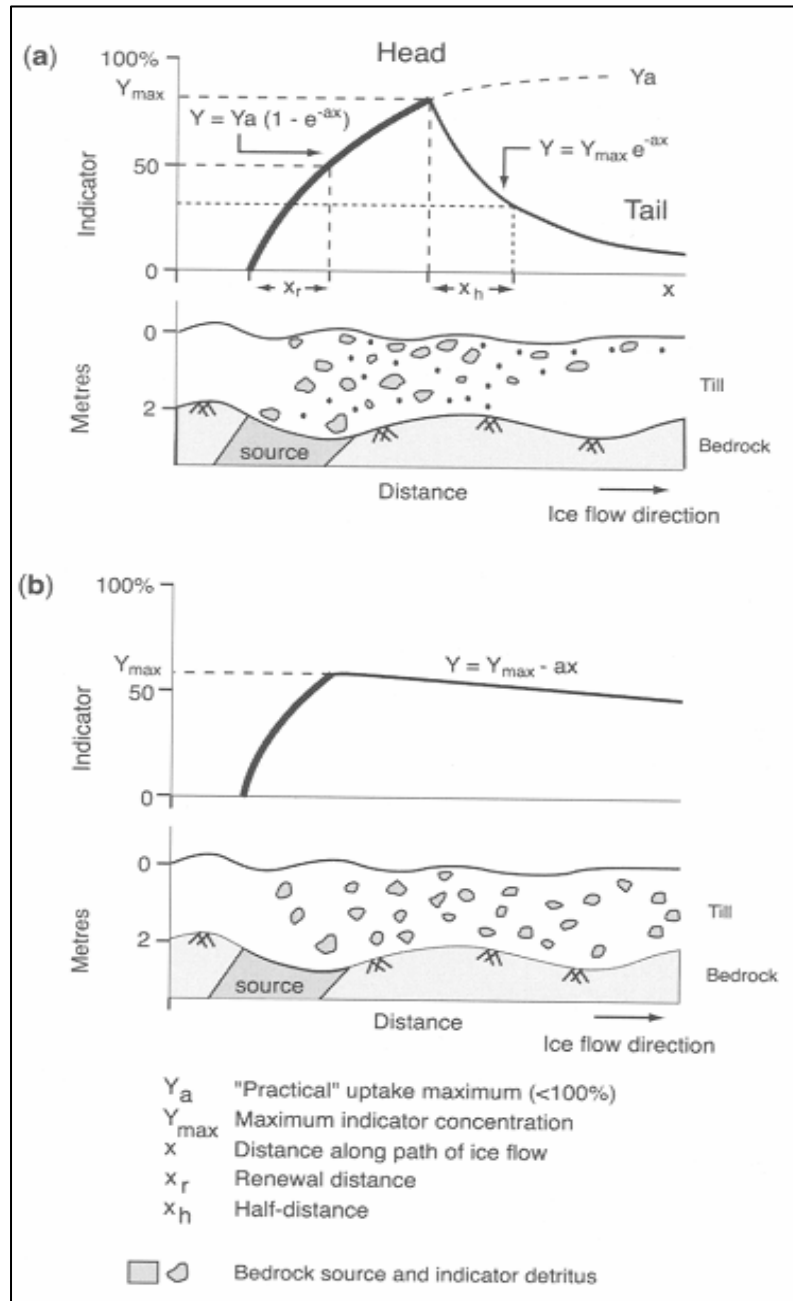 (a)
Head
100%
Ymax
Ya
Y = Ya (1 - e-ax)
Y = Ymax e-ax
50
Indicator
Tail
0
xr
xh
x
0
Metres
Till
2
source
Bedrock
Distance
Ice flow direction
(b)
100%
Ymax
Y = Ymax - ax
50
Indicator
0
0
Metres
Till
2
source
Bedrock
Distance
Ice flow direction
Ya "Practical" uptake maximum (<100%)
Ymax Maximum indicator concentration
x Distance along path of ice flow
xr Renewal distance
xh Half-distance
Bedrock source and indicator detritus